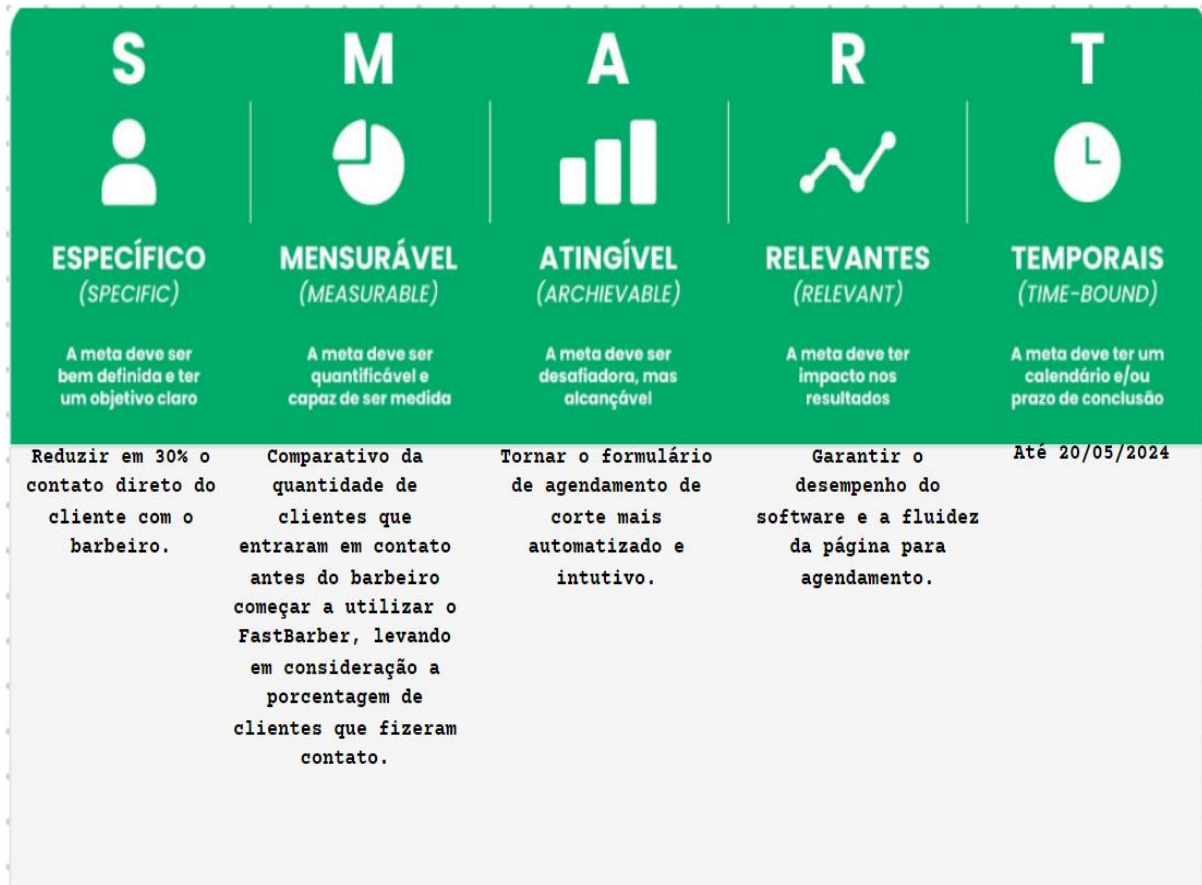 S
M
A
R
T
ESPECÍFICO
(SPECIFIC)
A meta deve ser
bem definida e ter
um objetivo claro
MENSURÁVEL
(MEASURABLE)
A meta deve ser
quantificável e
capaz de ser medida
ATINGÍVEL
(ARCHIEVABLE)
A meta deve ser
desafiadora, mas
alcançável
RELEVANTES
(RELEVANT)
A meta deve ter
impacto nos
resultados
TEMPORAIS
(TIME-BOUND)
A meta deve ter um
calendário e/ou
prazo de conclusão
Reduzir em 30% o
contato direto do
cliente com o
barbeiro.
Comparativo da
quantidade de
clientes que
entraram em contato
antes do barbeiro
começar a utilizar o
FastBarber, levando
em consideração a
porcentagem de
clientes que fizeram
contato.
Tornar o formulário
de agendamento de
corte mais
automatizado e
intutivo.
Garantir o
desempenho do
software e a fluidez
da página para
agendamento.
Até 20/05/2024